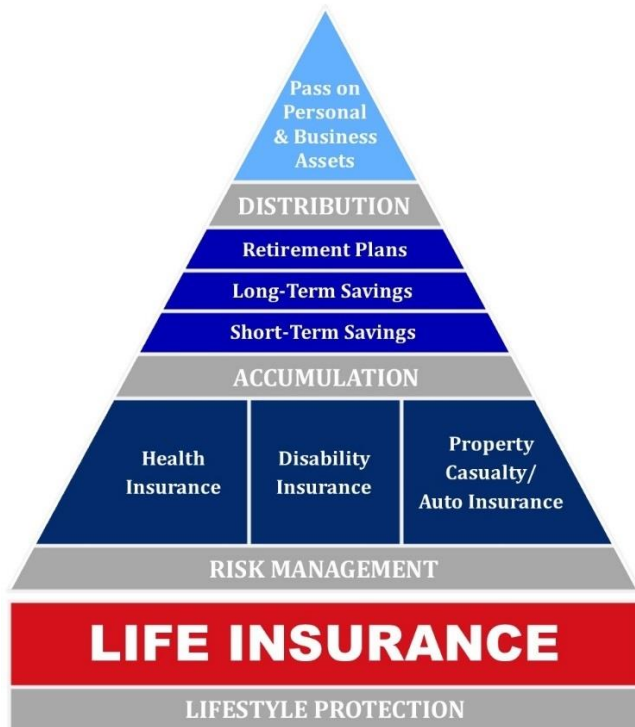 Pass on
Personal
& Business
Assets
DISTRIBUTION
Retirement Plans
Long-Term Savings
Short-Term Savings
ACCUMULATION
Health
Insurance
Disability
Insurance
Property
Casualty/
Auto Insurance
RISK MANAGEMENT
LIFE INSURANCE
LIFESTYLE PROTECTION